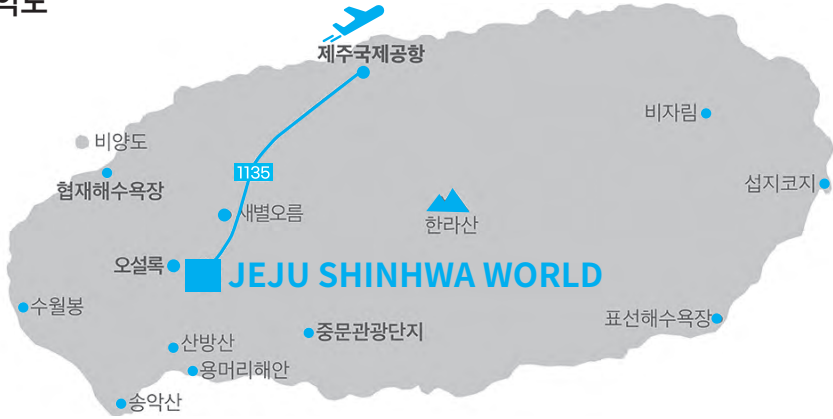 제주국제공항
비자림
비양도
협재해수욕장
1135
섭지코지
새별오름
한라산
오설록
JEJU SHINHWA WORLD
수월봉
표선해수욕장
중문관광단지
산방산
용머리해안
송악산